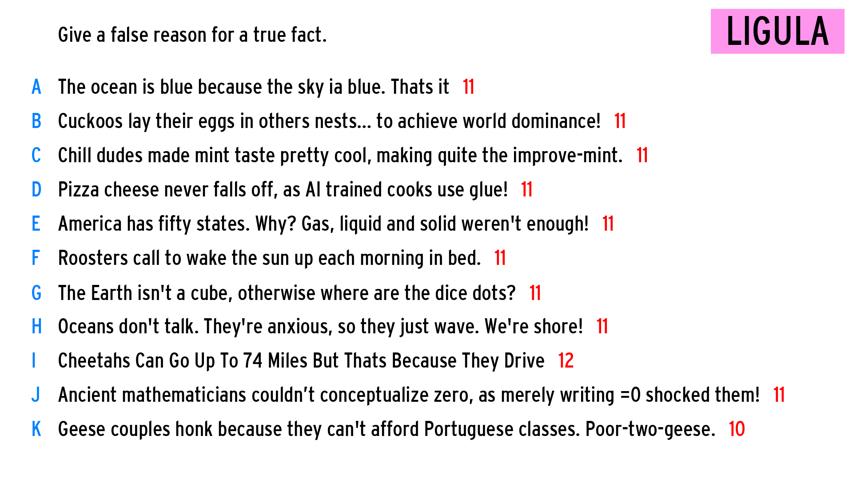 Give a false reason for a true fact.
LIGULA
A The ocean is blue because the sky ia blue. Thats it 11
B Cuckoos lay their eggs in others nests... to achieve world dominance! 11
C Chill dudes made mint taste pretty cool, making quite the improve-mint. 11
D Pizza cheese never falls off, as AI trained cooks use glue! 11
E America has fifty states. Why? Gas, liquid and solid weren't enough! 11
F Roosters call to wake the sun up each morning in bed. 11
G The Earth isn't a cube, otherwise where are the dice dots? 11
H Oceans don't talk. They're anxious, so they just wave. We're shore! 11
I Cheetahs Can Go Up To 74 Miles But Thats Because They Drive 12
J Ancient mathematicians couldn’t conceptualize zero, as merely writing =0 shocked them! 11
K Geese couples honk because they can't afford Portuguese classes. Poor-two-geese. 10